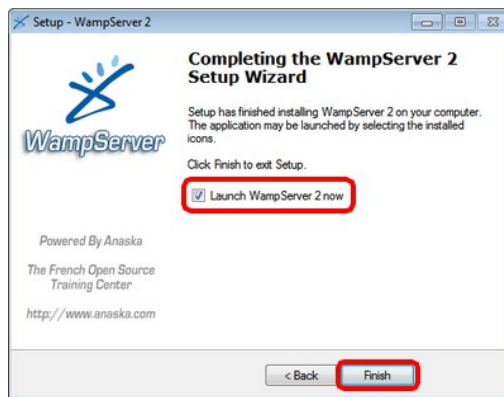 Setup - WampServer 2
Completing the WampServer 2
Setup Wizard
Setup has finished installing WampServer 2 on your computer.
The application may be launched by selecting the installed
icons.
Click Finish to exit Setup.
Launch WampServer 2 now
WampServer
Powered By Anaska
The French Open Source
Training Center
http://www.anaska.com
< Back
Finish